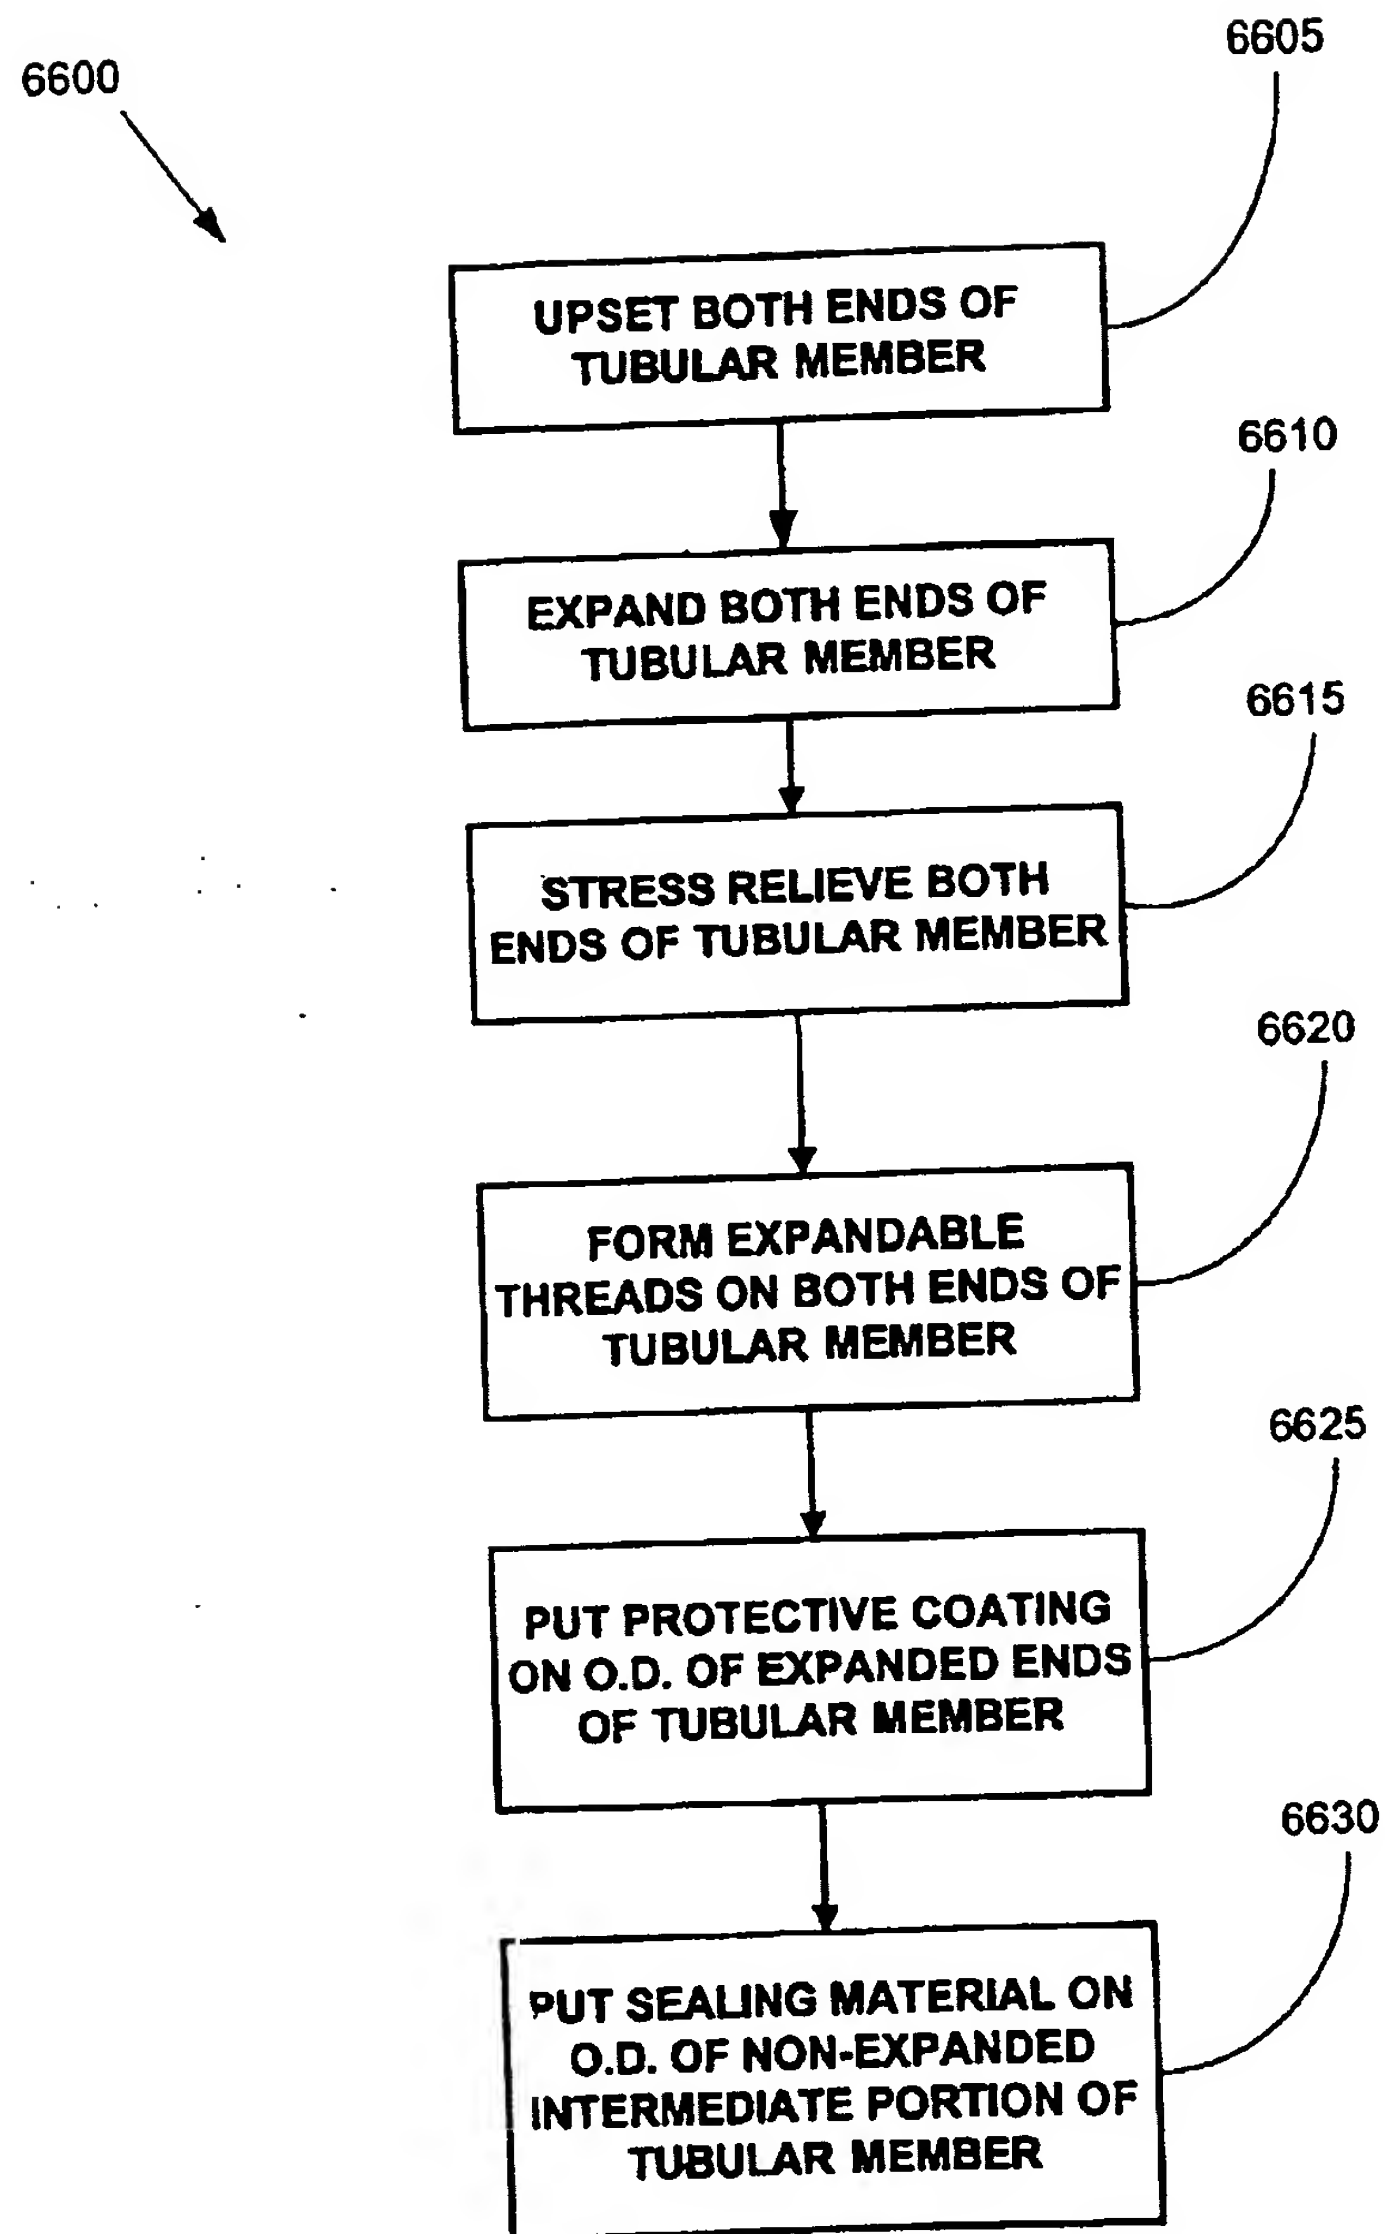 6600
6605
UPSET BOTH ENDS OF
TUBULAR MEMBER
6610
EXPAND BOTH ENDS OF
TUBULAR MEMBER
6615
STRESS RELIEVE BOTH
ENDS OF TUBULAR MEMBER
6620
FORM EXPANDABLE
THREADS ON BOTH ENDS OF
TUBULAR MEMBER
6625
PUT PROTECTIVE COATING
ON O.D. OF EXPANDED ENDS
OF TUBULAR MEMBER
6630
PUT SEALING MATERIAL ON
O.D. OF NON-EXPANDED
INTERMEDIATE PORTION OF
TUBULAR MEMBER